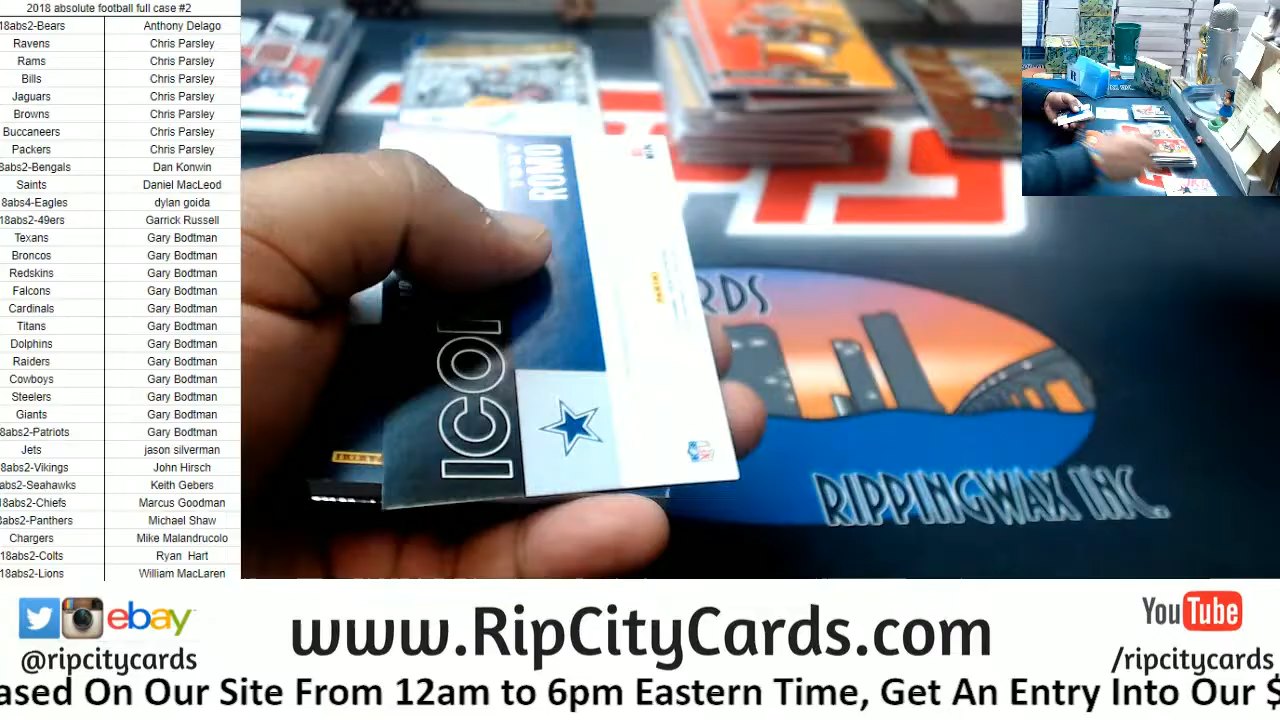 2018 absolute football full case #2
18abs2-Bears Anthony Delago
Ravens Chris Parsley
Rams Chris Parsley
Bills Chris Parsley
Jaguars Chris Parsley
Browns Chris Parsley
Buccaneers Chris Parsley
Packers Chris Parsley
8abs2-Bengals Dan Konwin
Saints Daniel MacLeod
8abs4-Eagles dylan goida
18abs2-49ers Garrick Russell
Texans Gary Bodtman
Broncos Gary Bodtman
Redskins Gary Bodtman
Falcons Gary Bodtman
Cardinals Gary Bodtman
Titans Gary Bodtman
Dolphins Gary Bodtman
Raiders Gary Bodtman
Cowboys Gary Bodtman
Steelers Gary Bodtman
Giants Gary Bodtman
8abs2-Patriots Gary Bodtman
Jets jason silverman
8abs2-Vikings John Hirsch
abs2-Seahawks Keith Gebers
8abs2-Chiefs Marcus Goodman
8abs2-Panthers Michael Shaw
Chargers Mike Malandrucolo
18abs2-Colts Ryan Hart
18abs2-Lions William MacLaren
ROMO
ICO
PANINI
RDS
RIPPINGWAX INC.
ebay
@ripcitycards
www.RipCityCards.com
YouTube
/ripcitycards
ased On Our Site From 12am to 6pm Eastern Time, Get An Entry Into Our $